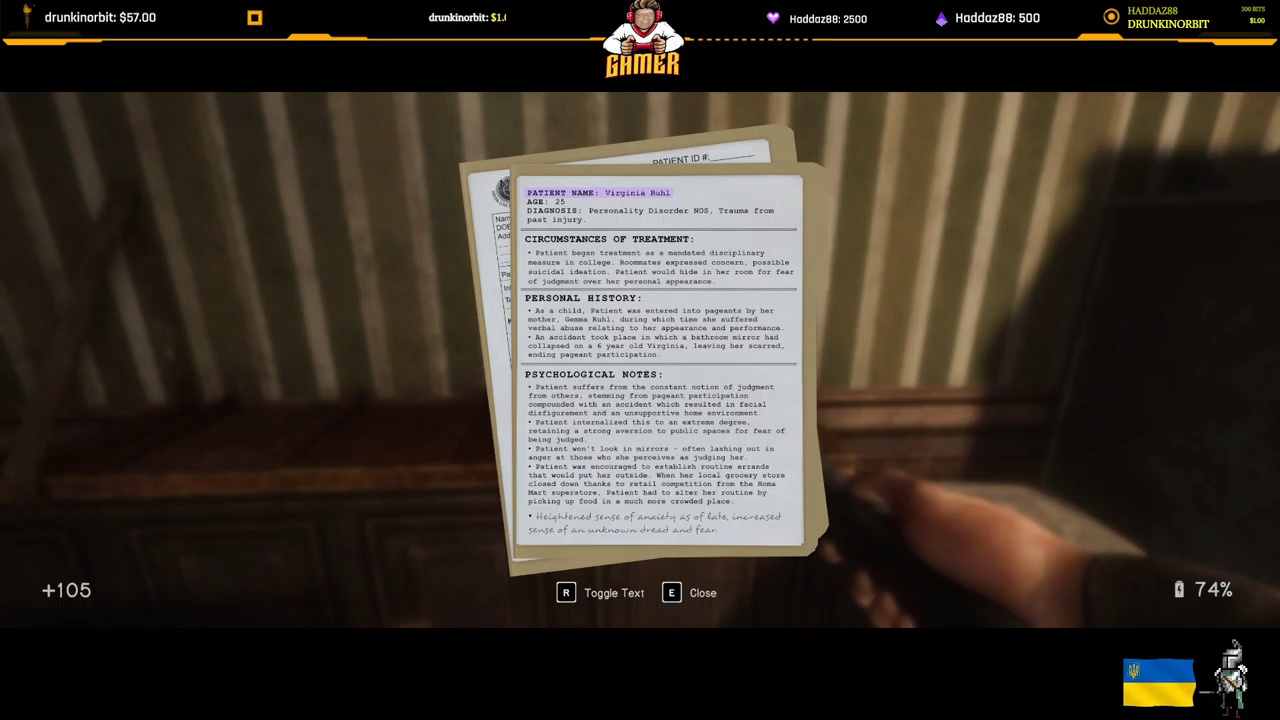 drunkinorbit: $57.00
drunkinorbit: $1.
Haddaz88: 2500
Haddaz88: 500
HADDAZ88
DRUNKINORBIT
500 BITS
$1.00
GAMER
PATIENT ID #:
PATIENT NAME: Virginia Ruhl
AGE: 25
DIAGNOSIS: Personality Disorder NOS, Trauma from
past injury.
CIRCUMSTANCES OF TREATMENT:
• Patient began treatment as a mandated disciplinary
measure in college. Roommates expressed concern, possible
suicidal ideation. Patient would hide in her room for fear
of judgment over her personal appearance.
PERSONAL HISTORY:
• As a child, Patient was entered into pageants by her
mother, Gemma Ruhl, during which time she suffered
verbal abuse relating to her appearance and performance.
• An accident took place in which a bathroom mirror had
collapsed on a 6 year old Virginia, leaving her scarred,
ending pageant participation.
PSYCHOLOGICAL NOTES:
• Patient suffers from the constant notion of judgment
from others, stemming from pageant participation
compounded with an accident which resulted in facial
disfigurement and an unsupportive home environment.
• Patient internalized this to an extreme degree,
retaining a strong aversion to public spaces for fear of
being judged.
• Patient won't look in mirrors - often lashing out in
anger at those who she perceives as judging her.
• Patient was encouraged to establish routine errands
that would put her outside. When her local grocery store
closed down thanks to retail competition from the Homa
Mart superstore, Patient had to alter her routine by
picking up food in a much more crowded place.
• Heightened sense of anxiety as of late, increased
sense of an unknown dread and fear.
+105
R Toggle Text E Close
74%